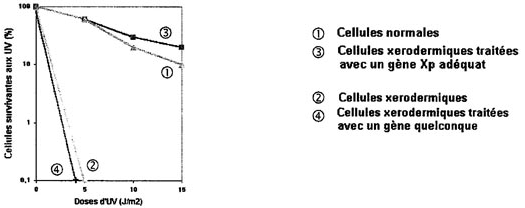 Cellules survivantes aux UV (%)
100
10
1
0,1
0
5
10
15
Doses d'UV (J/m2)
③
①
④
②
① Cellules normales
③ Cellules xerodermiques traitées
avec un gène Xp adéquat
② Cellules xerodermiques
④ Cellules xerodermiques traitées
avec un gène quelconque